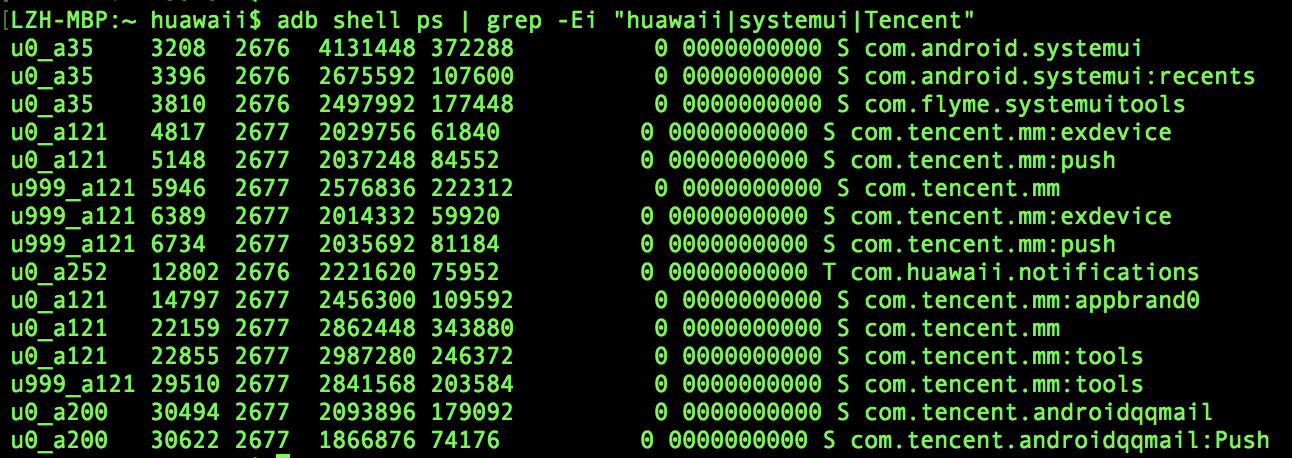 [LZH-MBP:~ huawaii$ adb shell ps | grep -Ei "huawaii|systemui|Tencent"
u0_a35 3208 2676 4131448 372288 0 0000000000 S com.android.systemui
u0_a35 3396 2676 2675592 107600 0 0000000000 S com.android.systemui:recents
u0_a35 3810 2676 2497992 177448 0 0000000000 S com.flyme.systemuitools
u0_a121 4817 2677 2029756 61840 0 0000000000 S com.tencent.mm:exdevice
u0_a121 5148 2677 2037248 84552 0 0000000000 S com.tencent.mm:push
u999_a121 5946 2677 2576836 222312 0 0000000000 S com.tencent.mm
u999_a121 6389 2677 2014332 59920 0 0000000000 S com.tencent.mm:exdevice
u999_a121 6734 2677 2035692 81184 0 0000000000 S com.tencent.mm:push
u0_a252 12802 2676 2221620 75952 0 0000000000 T com.huawaii.notifications
u0_a121 14797 2677 2456300 109592 0 0000000000 S com.tencent.mm:appbrand0
u0_a121 22159 2677 2862448 343880 0 0000000000 S com.tencent.mm
u0_a121 22855 2677 2987280 246372 0 0000000000 S com.tencent.mm:tools
u999_a121 29510 2677 2841568 203584 0 0000000000 S com.tencent.mm:tools
u0_a200 30494 2677 2093896 179092 0 0000000000 S com.tencent.androidqqmail
u0_a200 30622 2677 1866876 74176 0 0000000000 S com.tencent.androidqqmail:Push